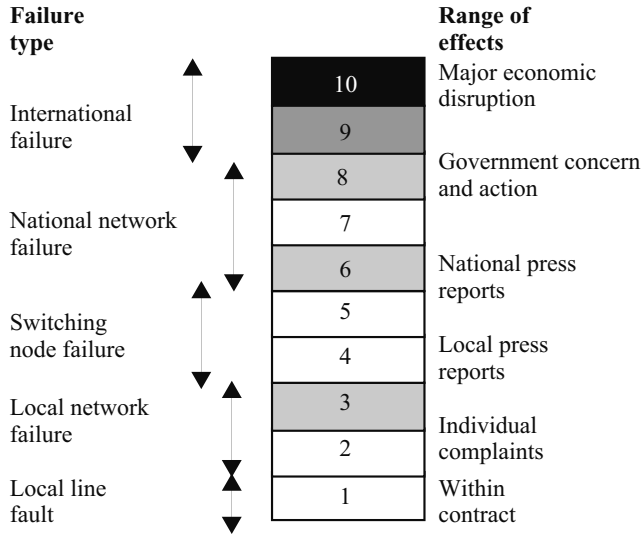 Failure
type
Range of
effects
10
Major economic
disruption
International
failure
9
8
Government concern
and action
National network
failure
7
6
National press
reports
Switching
node failure
5
4
Local press
reports
Local network
failure
3
2
Individual
complaints
Local line
fault
1
Within
contract